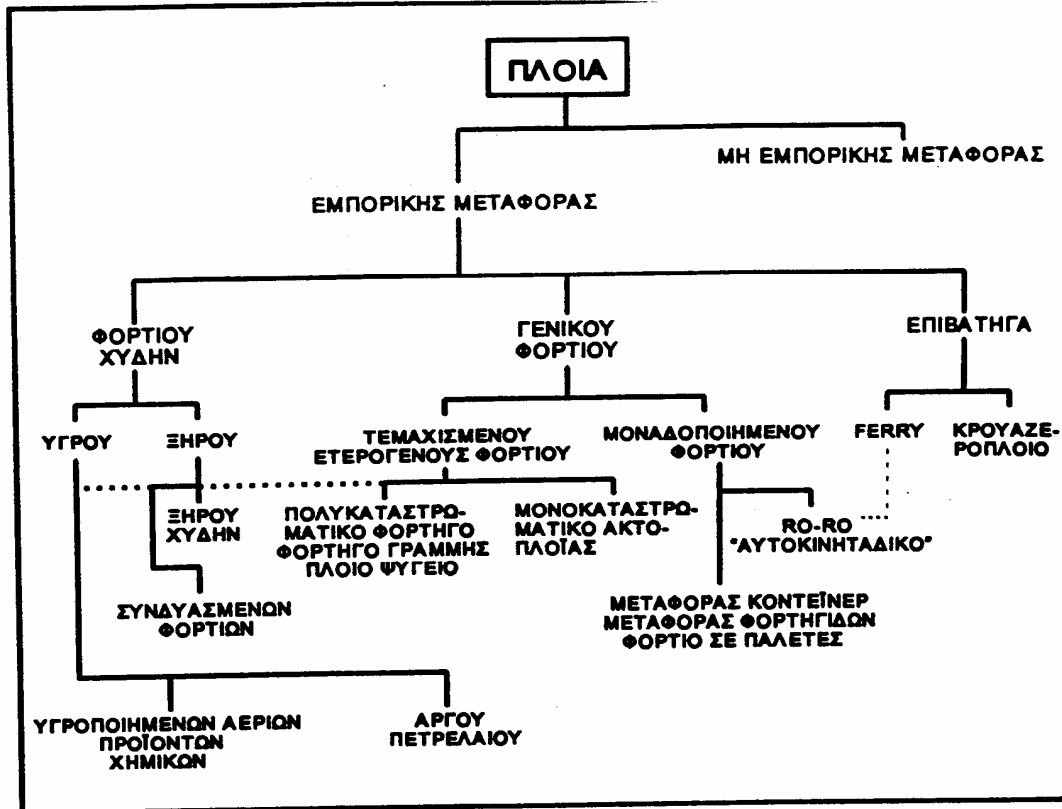 ΠΛΟΙΑ
ΜΗ ΕΜΠΟΡΙΚΗΣ ΜΕΤΑΦΟΡΑΣ
ΕΜΠΟΡΙΚΗΣ ΜΕΤΑΦΟΡΑΣ
ΦΟΡΤΙΟΥ
ΧΥΔΗΝ
ΓΕΝΙΚΟΥ
ΦΟΡΤΙΟΥ
ΕΠΙΒΑΤΗΓΑ
ΥΓΡΟΥ
ΞΗΡΟΥ
ΤΕΜΑΧΙΣΜΕΝΟΥ
ΕΤΕΡΟΓΕΝΟΥΣ ΦΟΡΤΙΟΥ
ΜΟΝΑΔΟΠΟΙΗΜΕΝΟΥ
ΦΟΡΤΙΟΥ
FERRY
ΚΡΟΥΑΖΕ-
ΡΟΠΛΟΙΟ
ΞΗΡΟΥ
ΧΥΔΗΝ
ΠΟΛΥΚΑΤΑΣΤΡΩ-
ΜΑΤΙΚΟ ΦΟΡΤΗΓΟ
ΦΟΡΤΗΓΟ ΓΡΑΜΜΗΣ
ΠΛΟΙΟ ΨΥΓΕΙΟ
ΜΟΝΟΚΑΤΑΣΤΡΩ-
ΜΑΤΙΚΟ ΑΚΤΟ-
ΠΛΟΪΑΣ
RO-RO
"ΑΥΤΟΚΙΝΗΤΑΔΙΚΟ"
ΣΥΝΔΥΑΣΜΕΝΩΝ
ΦΟΡΤΙΩΝ
ΜΕΤΑΦΟΡΑΣ ΚΟΝΤΕΪΝΕΡ
ΜΕΤΑΦΟΡΑΣ ΦΟΡΤΗΓΙΔΩΝ
ΦΟΡΤΙΟ ΣΕ ΠΑΛΕΤΕΣ
ΥΓΡΟΠΟΙΗΜΕΝΩΝ ΑΕΡΙΩΝ
ΠΡΟΪΟΝΤΩΝ
ΧΗΜΙΚΩΝ
ΑΡΓΟΥ
ΠΕΤΡΕΛΑΙΟΥ